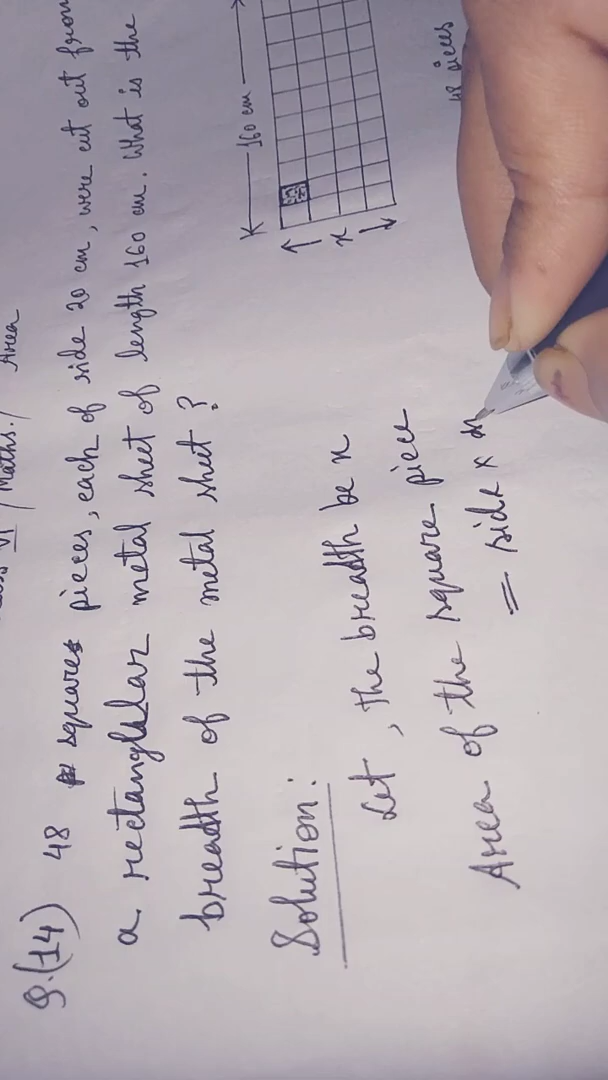 / Maths. / Area
Q.(14) 48 squares pieces, each of side 20 cm, were cut out from
a rectangular metal sheet of length 160 cm. What is the
breadth of the metal sheet?
160 cm
x
48 pieces
Solution:
Let, the breadth be x
Area of the square piece
= side x